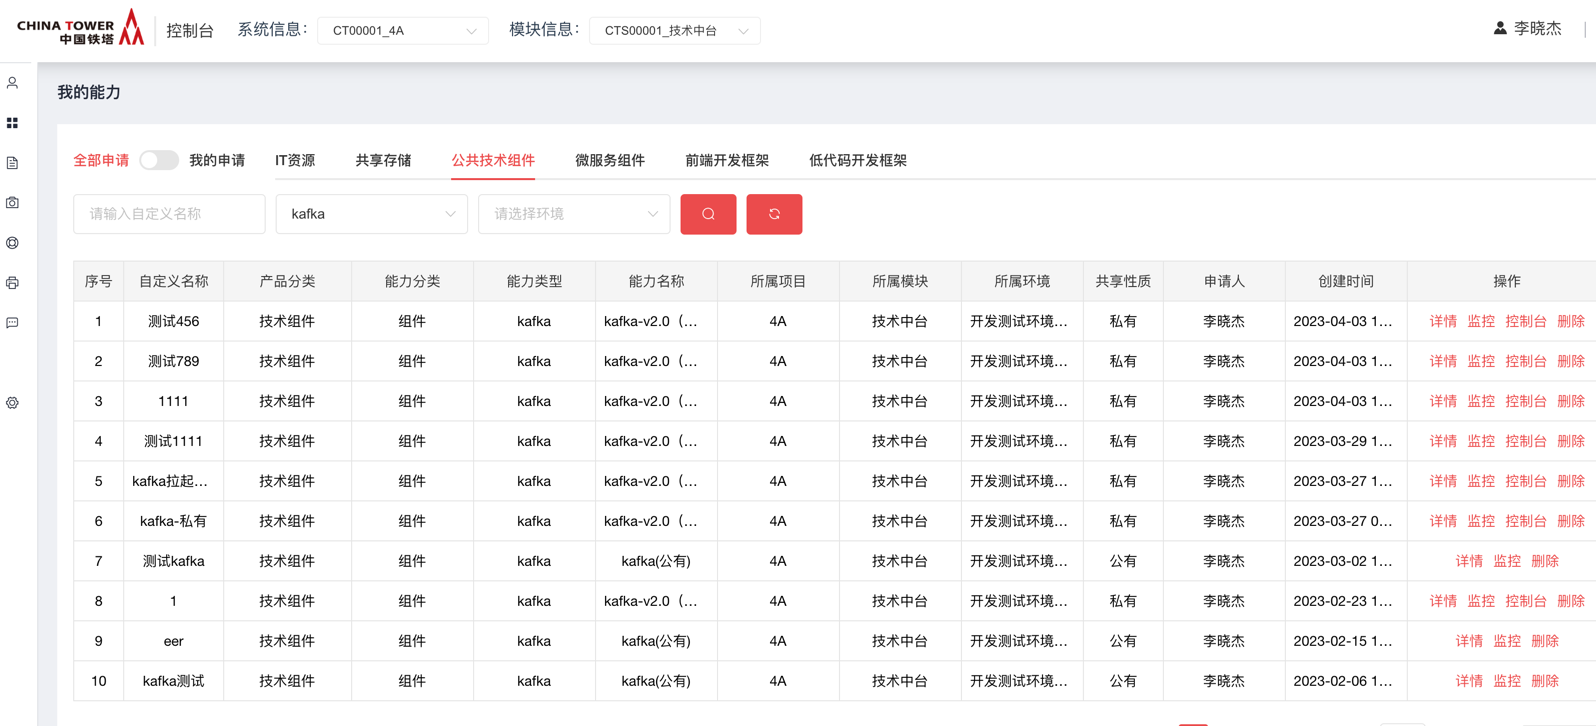 CHINA TOWER
中国铁塔
控制台 系统信息: CT00001_4A 模块信息: CTS00001_技术中台 李晓杰
我的能力
全部申请 我的申请 IT资源 共享存储 公共技术组件 微服务组件 前端开发框架 低代码开发框架
请输入自定义名称 kafka 请选择环境
序号 自定义名称 产品分类 能力分类 能力类型 能力名称 所属项目 所属模块 所属环境 共享性质 申请人 创建时间 操作
1 测试456 技术组件 组件 kafka kafka-v2.0（... 4A 技术中台 开发测试环境... 私有 李晓杰 2023-04-03 1... 详情 监控 控制台 删除
2 测试789 技术组件 组件 kafka kafka-v2.0（... 4A 技术中台 开发测试环境... 私有 李晓杰 2023-04-03 1... 详情 监控 控制台 删除
3 1111 技术组件 组件 kafka kafka-v2.0（... 4A 技术中台 开发测试环境... 私有 李晓杰 2023-04-03 1... 详情 监控 控制台 删除
4 测试1111 技术组件 组件 kafka kafka-v2.0（... 4A 技术中台 开发测试环境... 私有 李晓杰 2023-03-29 1... 详情 监控 控制台 删除
5 kafka拉起... 技术组件 组件 kafka kafka-v2.0（... 4A 技术中台 开发测试环境... 私有 李晓杰 2023-03-27 1... 详情 监控 控制台 删除
6 kafka-私有 技术组件 组件 kafka kafka-v2.0（... 4A 技术中台 开发测试环境... 私有 李晓杰 2023-03-27 0... 详情 监控 控制台 删除
7 测试kafka 技术组件 组件 kafka kafka(公有) 4A 技术中台 开发测试环境... 公有 李晓杰 2023-03-02 1... 详情 监控 删除
8 1 技术组件 组件 kafka kafka-v2.0（... 4A 技术中台 开发测试环境... 私有 李晓杰 2023-02-23 1... 详情 监控 控制台 删除
9 eer 技术组件 组件 kafka kafka(公有) 4A 技术中台 开发测试环境... 公有 李晓杰 2023-02-15 1... 详情 监控 删除
10 kafka测试 技术组件 组件 kafka kafka(公有) 4A 技术中台 开发测试环境... 公有 李晓杰 2023-02-06 1... 详情 监控 删除